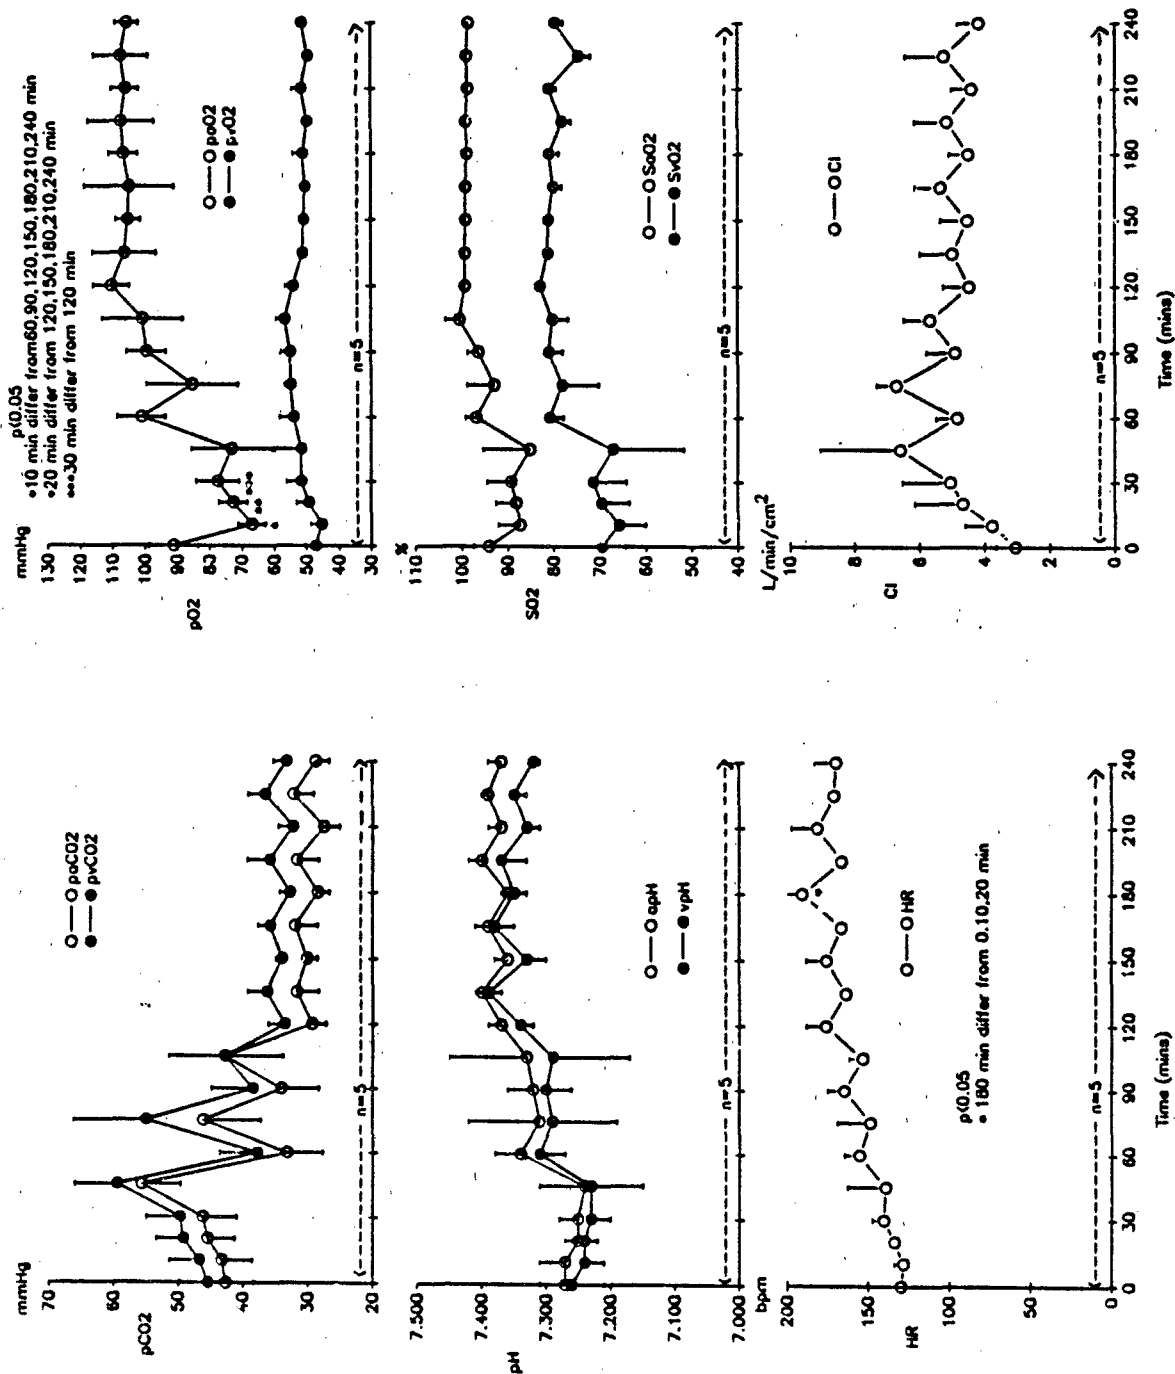 mmHg
70
60
50
40
30
20
pCO2
paCO2
pvCO2
<--- n=5 --->
7.500
7.400
7.300
7.200
7.100
7.000
pH
apH
vpH
<--- n=5 --->
bpm
200
150
100
50
0
HR
HR
p<0.05
* 180 min differ from 0,10,20 min
<--- n=5 --->
0 30 60 90 120 150 180 210 240
Time (mins)
mmHg
p<0.05
*10 min differ from 60,90,120,150,180,210,240 min
*20 min differ from 120,150,180,210,240 min
***30 min differ from 120 min
130
120
110
100
90
80
70
60
50
40
30
pO2
paO2
pvO2
*
**
***
<--- n=5 --->
%
110
100
90
80
70
60
50
40
SO2
SaO2
SvO2
<--- n=5 --->
L/min/cm²
10
8
6
4
2
0
CI
CI
<--- n=5 --->
0 30 60 90 120 150 180 210 240
Time (mins)